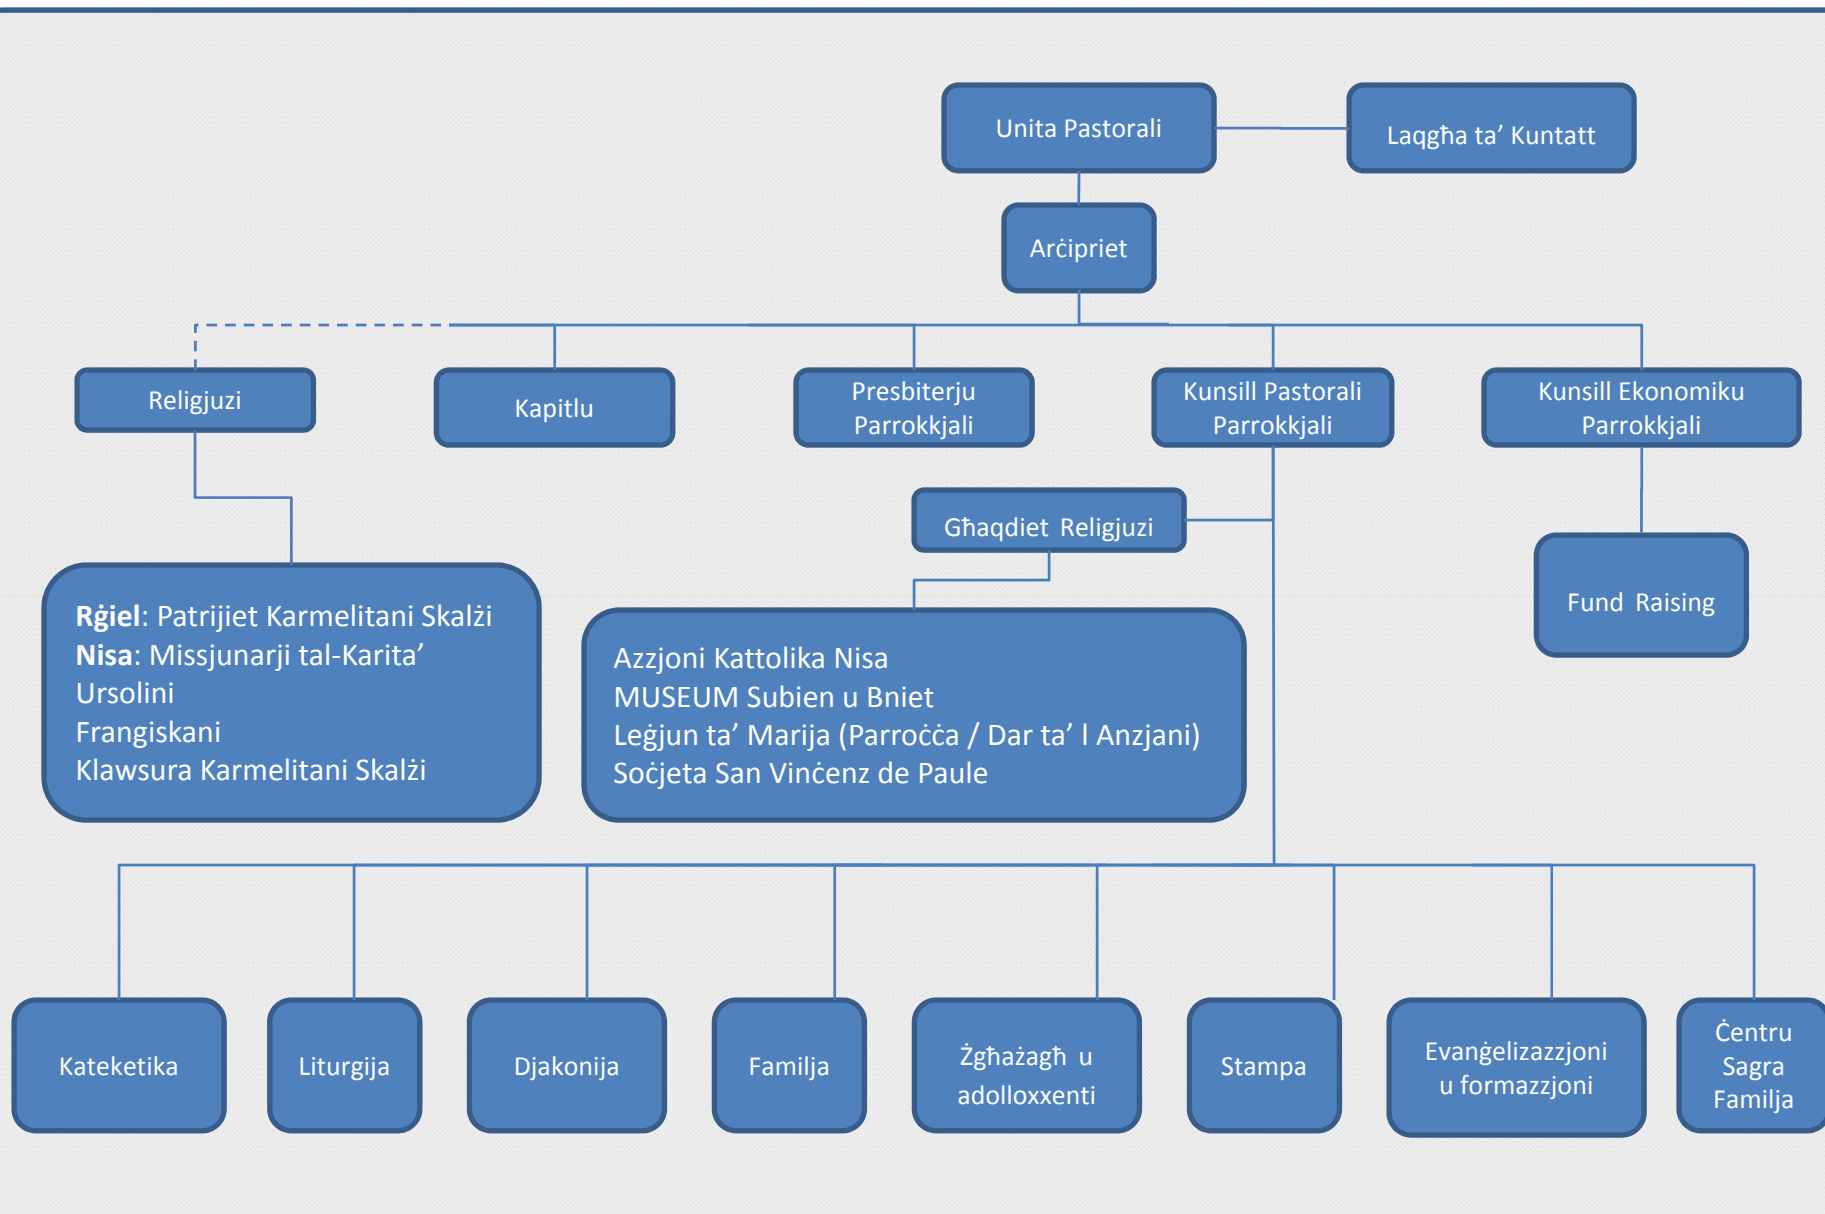 Unita Pastorali
Laqgħa ta’ Kuntatt
Arċipriet
Religjuzi
Kapitlu
Presbiterju
Parrokkjali
Kunsill Pastorali
Parrokkjali
Kunsill Ekonomiku
Parrokkjali
Għaqdiet Religjuzi
Fund Raising
Rġiel: Patrijiet Karmelitani Skalżi
Nisa: Missjunarji tal-Karita’
Ursolini
Frangiskani
Klawsura Karmelitani Skalżi
Azzjoni Kattolika Nisa
MUSEUM Subien u Bniet
Leġjun ta’ Marija (Parroċċa / Dar ta’ l Anzjani)
Soċjeta San Vinċenz de Paule
Kateketika
Liturgija
Djakonija
Familja
Żgħażagħ u
adolloxxenti
Stampa
Evanġelizazzjoni
u formazzjoni
Ċentru
Sagra
Familja